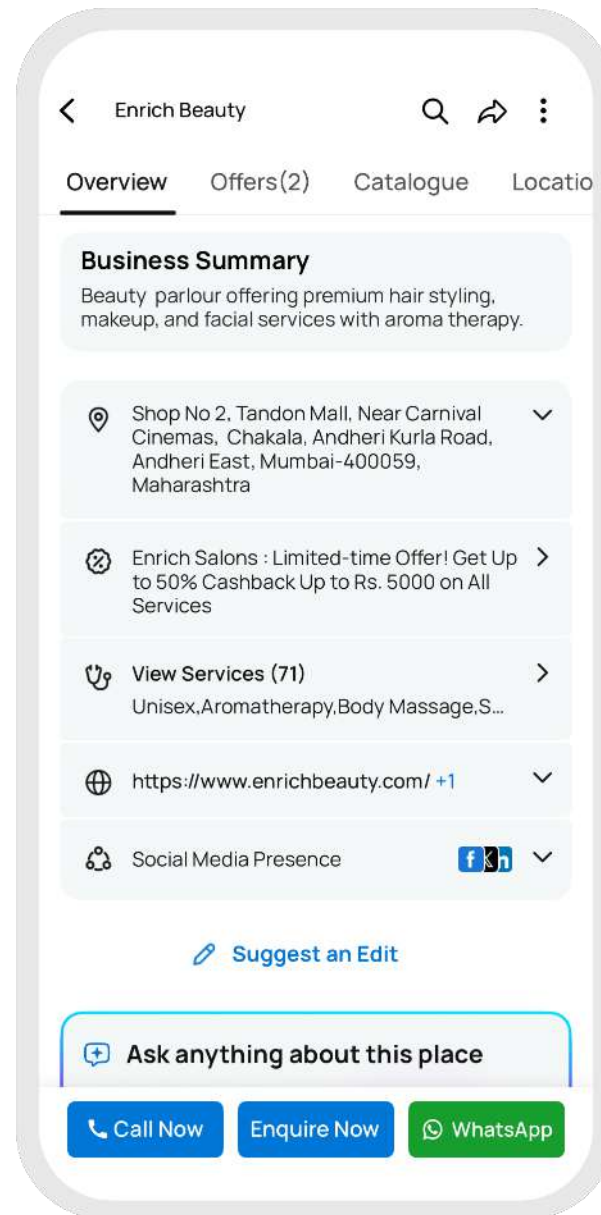 Enrich Beauty
Overview Offers(2) Catalogue Locatio
Business Summary
Beauty parlour offering premium hair styling,
makeup, and facial services with aroma therapy.
Shop No 2, Tandon Mall, Near Carnival
Cinemas, Chakala, Andheri Kurla Road,
Andheri East, Mumbai-400059,
Maharashtra
Enrich Salons : Limited-time Offer! Get Up
to 50% Cashback Up to Rs. 5000 on All
Services
View Services (71)
Unisex,Aromatherapy,Body Massage,S...
https://www.enrichbeauty.com/ +1
Social Media Presence
Suggest an Edit
Ask anything about this place
Call Now Enquire Now WhatsApp